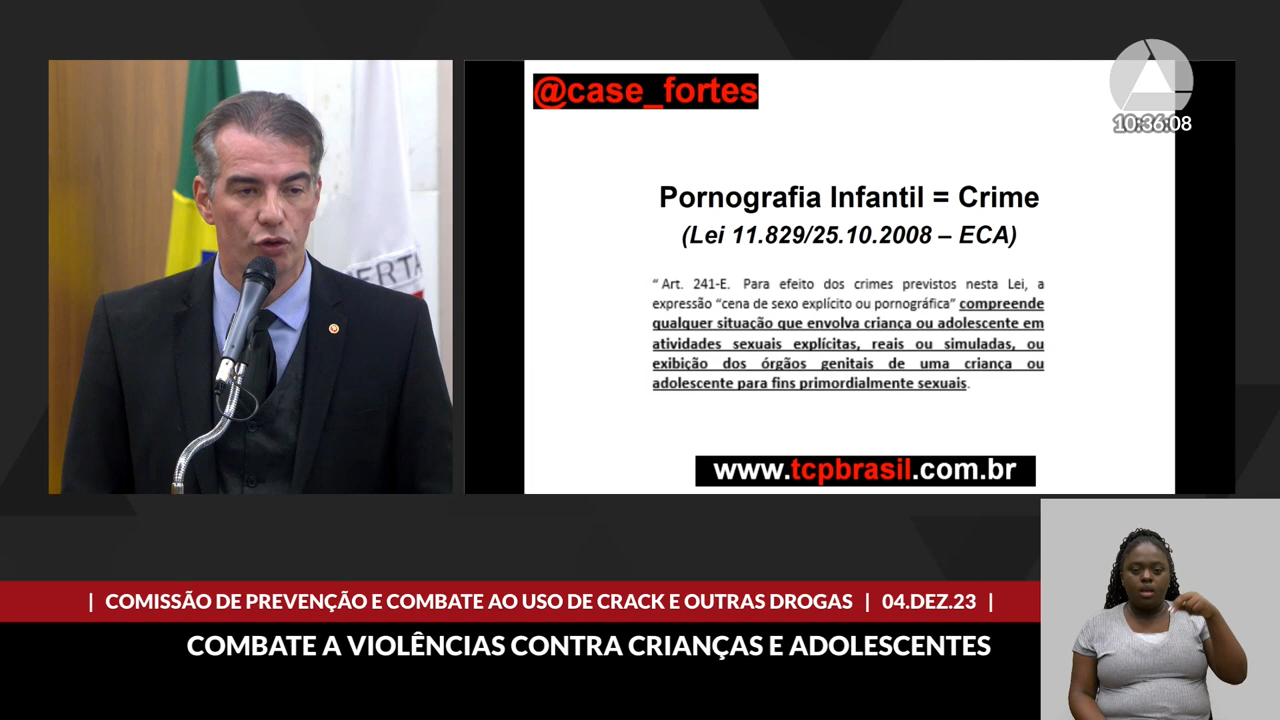 @case_fortes
10:36:08
Pornografia Infantil = Crime
(Lei 11.829/25.10.2008 – ECA)
“Art. 241-E. Para efeito dos crimes previstos nesta Lei, a
expressão “cena de sexo explícito ou pornográfica” compreende
qualquer situação que envolva criança ou adolescente em
atividades sexuais explícitas, reais ou simuladas, ou
exibição dos órgãos genitais de uma criança ou
adolescente para fins primordialmente sexuais.
www.tcpbrasil.com.br
| COMISSÃO DE PREVENÇÃO E COMBATE AO USO DE CRACK E OUTRAS DROGAS | 04.DEZ.23 |
COMBATE A VIOLÊNCIAS CONTRA CRIANÇAS E ADOLESCENTES